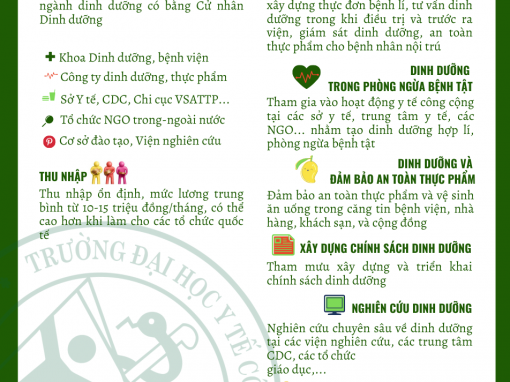 ngành dinh dưỡng có bằng Cử nhân
Dinh dưỡng
Khoa Dinh dưỡng, bệnh viện
Công ty dinh dưỡng, thực phẩm
Sở Y tế, CDC, Chi cục VSATTP...
Tổ chức NGO trong-ngoài nước
Cơ sở đào tạo, Viện nghiên cứu
THU NHẬP
Thu nhập ổn định, mức lương trung
bình từ 10-15 triệu đồng/tháng, có thể
cao hơn khi làm cho các tổ chức quốc
tế
TRƯỜNG ĐẠI HỌC Y TẾ CÔ
xây dựng thực đơn bệnh lí, tư vấn dinh
dưỡng trong khi điều trị và trước ra
viện, giám sát dinh dưỡng, an toàn
thực phẩm cho bệnh nhân nội trú
DINH DƯỠNG
TRONG PHÒNG NGỪA BỆNH TẬT
Tham gia vào hoạt động y tế công cộng
tại các sở y tế, trung tâm y tế, các
NGO... nhằm tạo dinh dưỡng hợp lí,
phòng ngừa bệnh tật
DINH DƯỠNG VÀ
ĐẢM BẢO AN TOÀN THỰC PHẨM
Đảm bảo an toàn thực phẩm và vệ sinh
ăn uống trong căng tin bệnh viện, nhà
hàng, khách sạn, và cộng đồng
XÂY DỰNG CHÍNH SÁCH DINH DƯỠNG
Tham mưu xây dựng và triển khai
chính sách dinh dưỡng
NGHIÊN CỨU DINH DƯỠNG
Nghiên cứu chuyên sâu về dinh dưỡng
tại các viện nghiên cứu, các trung tâm
CDC, các tổ chức
giáo dục,...